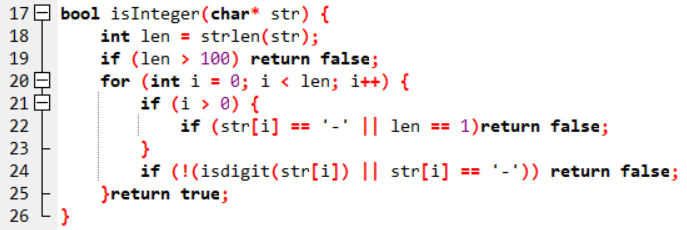 17 bool isInteger(char* str) {
18     int len = strlen(str);
19     if (len > 100) return false;
20     for (int i = 0; i < len; i++) {
21         if (i > 0) {
22             if (str[i] == '-' || len == 1)return false;
23         }
24         if (!(isdigit(str[i]) || str[i] == '-')) return false;
25     }return true;
26 }